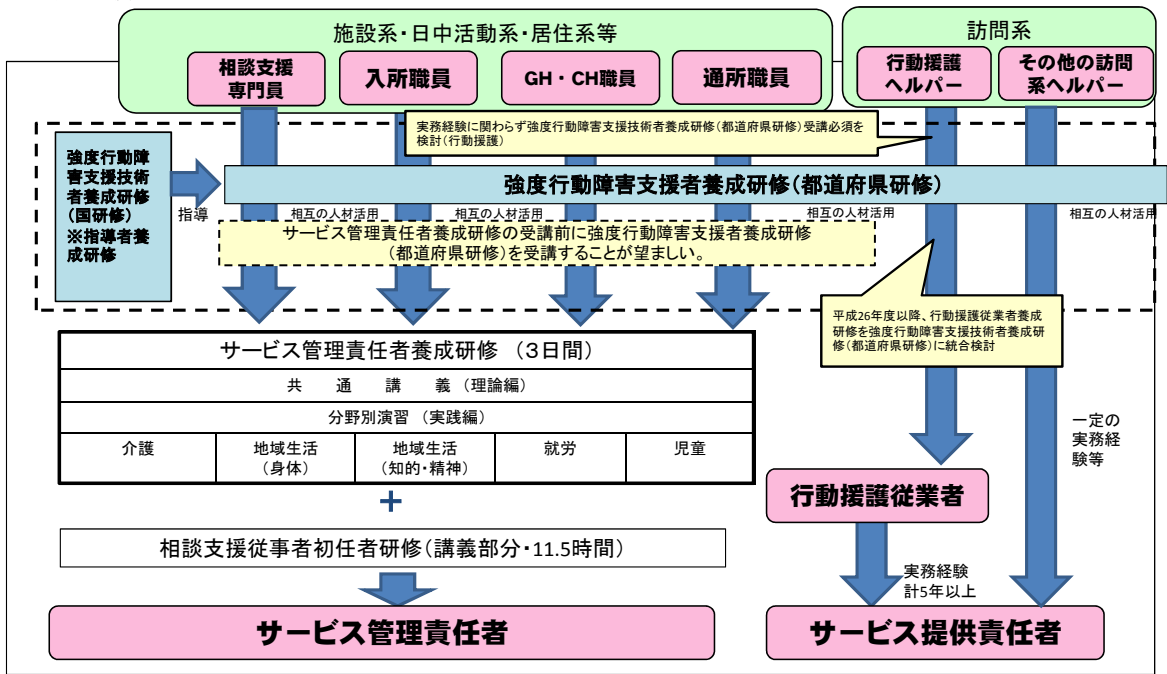 施設系・日中活動系・居住系等
訪問系
相談支援
専門員
入所職員
GH・CH職員
通所職員
行動援護
ヘルパー
その他の訪問
系ヘルパー
実務経験に関わらず強度行動障害支援技術者養成研修(都道府県研修)受講必須を
検討(行動援護)
強度行動障
害支援技術
者養成研修
(国研修)
※指導者養
成研修
指導
強度行動障害支援者養成研修(都道府県研修)
相互の人材活用
相互の人材活用
相互の人材活用
相互の人材活用
サービス管理責任者養成研修の受講前に強度行動障害支援者養成研修
(都道府県研修)を受講することが望ましい。
平成26年度以降、行動援護従業者養成
研修を強度行動障害支援技術者養成研
修(都道府県研修)に統合検討
サービス管理責任者養成研修 (3日間)
共 通 講 義 (理論編)
分野別演習 (実践編)
介護
地域生活
(身体)
地域生活
(知的・精神)
就労
児童
+
相談支援従事者初任者研修(講義部分・11.5時間)
サービス管理責任者
一定の
実務経
験等
行動援護従業者
実務経験
計5年以上
サービス提供責任者